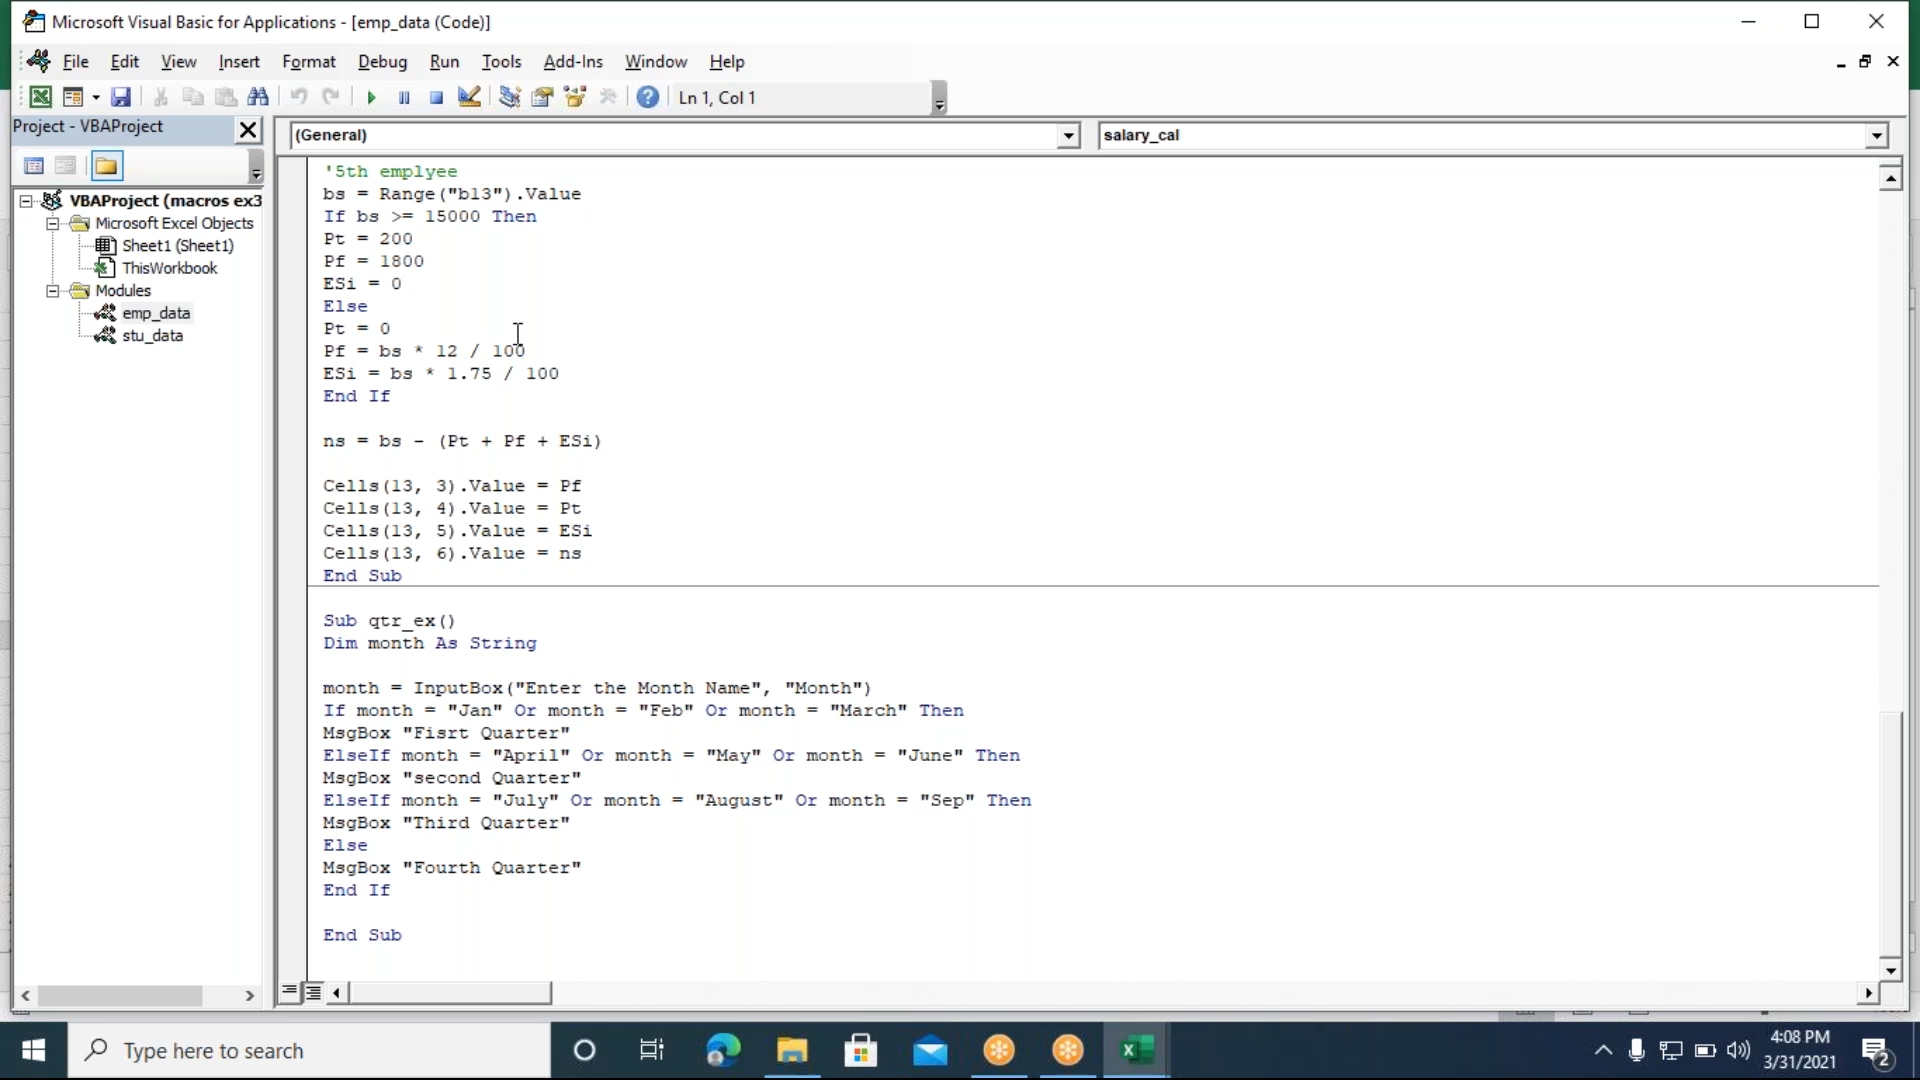 Microsoft Visual Basic for Applications - [emp_data (Code)]
File Edit View Insert Format Debug Run Tools Add-Ins Window Help
Ln 1, Col 1
Project - VBAProject
(General)
salary_cal
VBAProject (macros ex3
Microsoft Excel Objects
Sheet1 (Sheet1)
ThisWorkbook
Modules
emp_data
stu_data
'5th emplyee
bs = Range("b13").Value
If bs >= 15000 Then
Pt = 200
Pf = 1800
ESi = 0
Else
Pt = 0
Pf = bs * 12 / 100
ESi = bs * 1.75 / 100
End If
ns = bs - (Pt + Pf + ESi)
Cells(13, 3).Value = Pf
Cells(13, 4).Value = Pt
Cells(13, 5).Value = ESi
Cells(13, 6).Value = ns
End Sub
Sub qtr_ex()
Dim month As String
month = InputBox("Enter the Month Name", "Month")
If month = "Jan" Or month = "Feb" Or month = "March" Then
MsgBox "Fisrt Quarter"
ElseIf month = "April" Or month = "May" Or month = "June" Then
MsgBox "second Quarter"
ElseIf month = "July" Or month = "August" Or month = "Sep" Then
MsgBox "Third Quarter"
Else
MsgBox "Fourth Quarter"
End If
End Sub
Type here to search
4:08 PM
3/31/2021
2